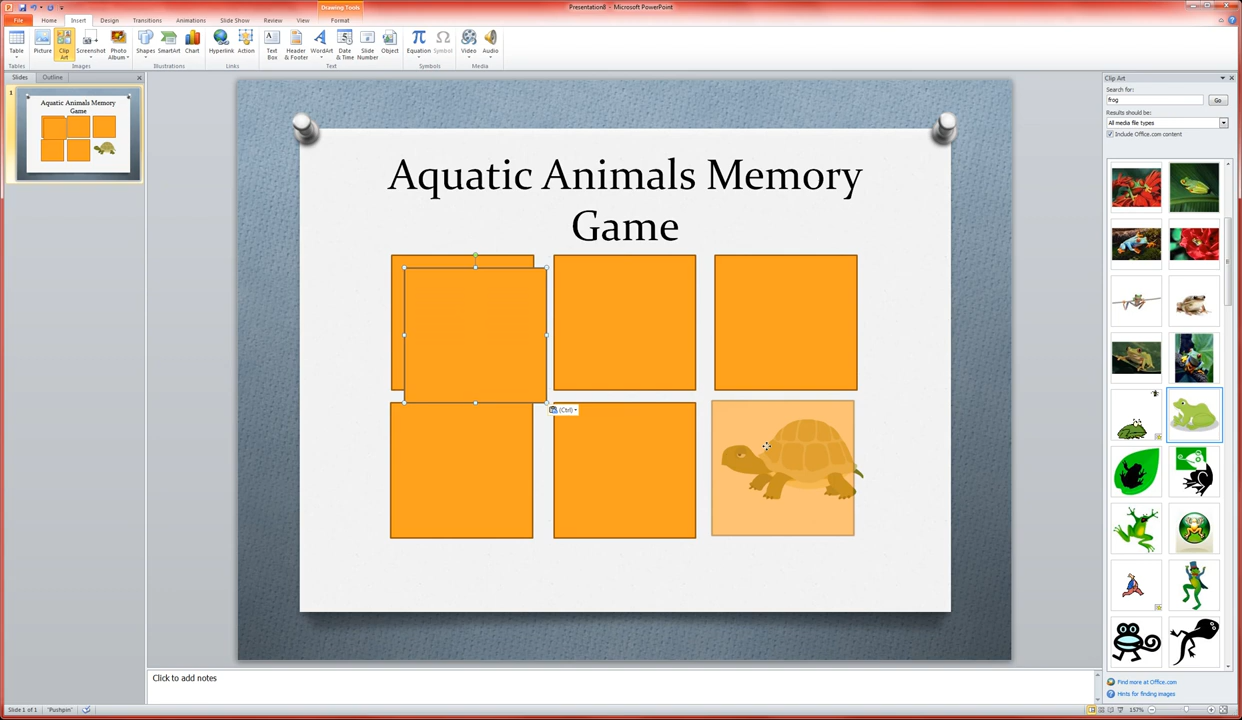 Drawing Tools
Presentation8 - Microsoft PowerPoint
File Home Insert Design Transitions Animations Slide Show Review View Format
Table Picture Clip Art Screenshot Photo Album Shapes SmartArt Chart Hyperlink Action Text Box Header & Footer WordArt Date & Time Slide Number Object Equation Symbol Video Audio
Tables Images Illustrations Links Text Symbols Media
Slides Outline
1
Aquatic Animals Memory
Game
Aquatic Animals Memory
Game
(Ctrl)
Clip Art
Search for:
frog
Go
Results should be:
All media file types
Include Office.com content
Find more at Office.com
Hints for finding images
Click to add notes
Slide 1 of 1 "Pushpin" 157%